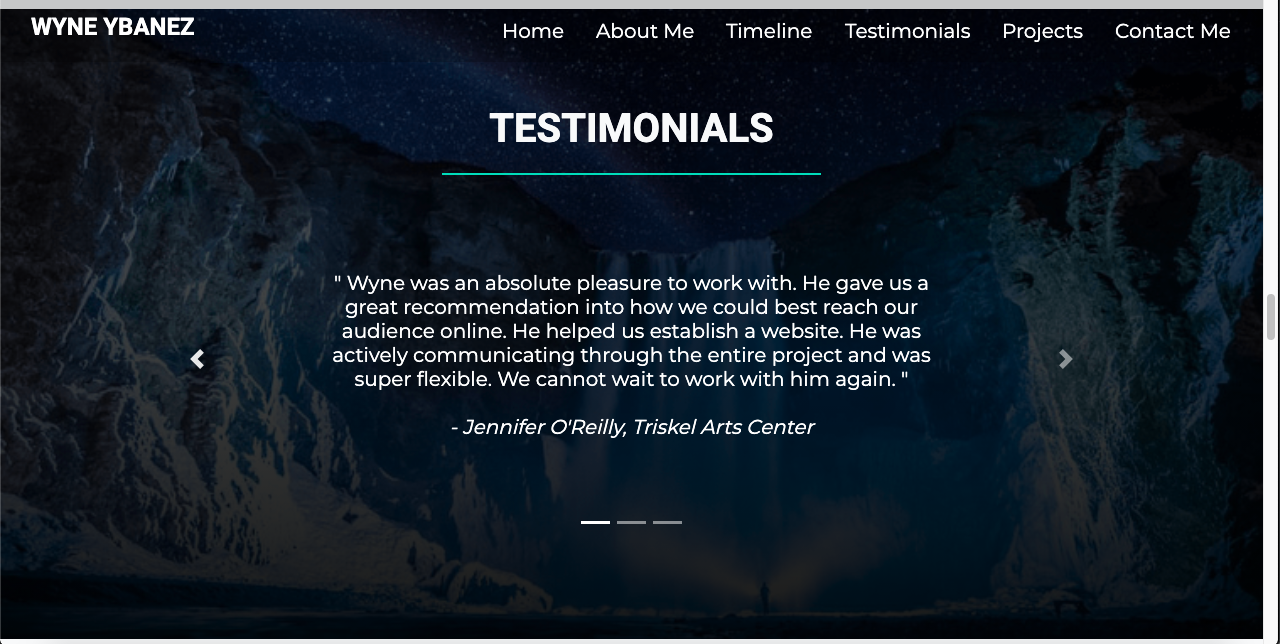 WYNE YBANEZ
Home About Me Timeline Testimonials Projects Contact Me
TESTIMONIALS
" Wyne was an absolute pleasure to work with. He gave us a
great recommendation into how we could best reach our
audience online. He helped us establish a website. He was
actively communicating through the entire project and was
super flexible. We cannot wait to work with him again. "
- Jennifer O'Reilly, Triskel Arts Center